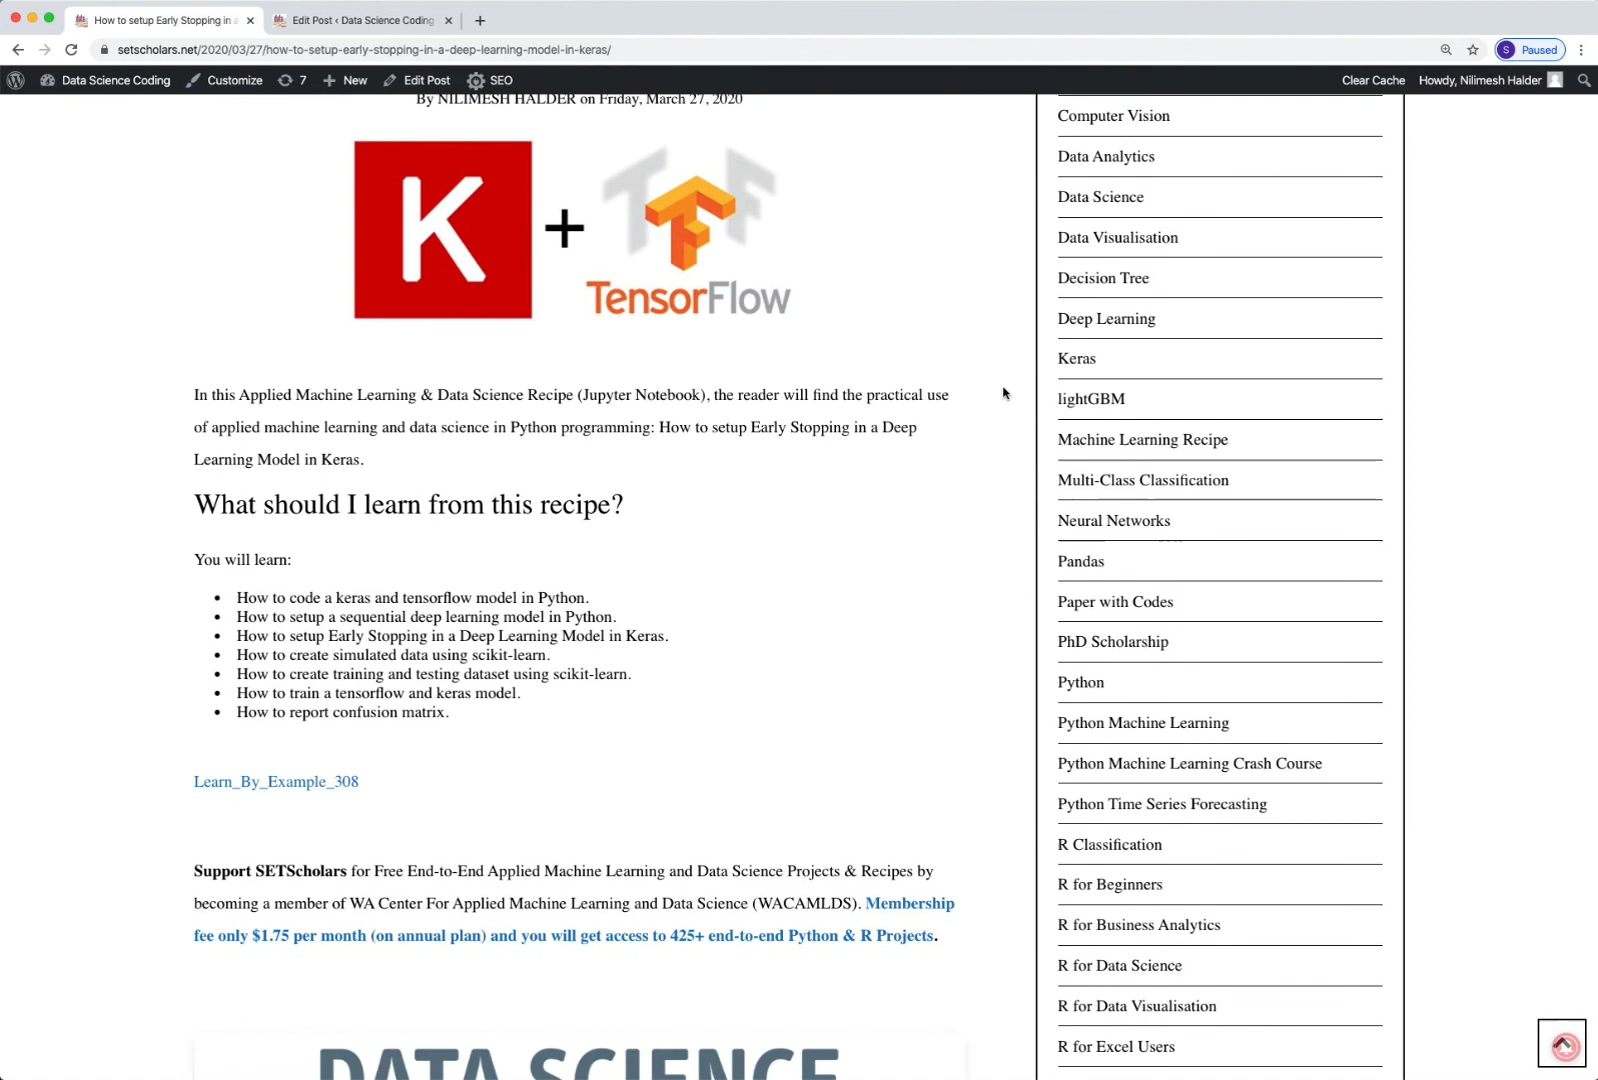 How to setup Early Stopping in a
Edit Post ‹ Data Science Coding
setscholars.net/2020/03/27/how-to-setup-early-stopping-in-a-deep-learning-model-in-keras/
S Paused
Data Science Coding
Customize
7
New
Edit Post
SEO
Clear Cache
Howdy, Nilimesh Halder
By NILIMESH HALDER on Friday, March 27, 2020
K + TF
TensorFlow
In this Applied Machine Learning & Data Science Recipe (Jupyter Notebook), the reader will find the practical use
of applied machine learning and data science in Python programming: How to setup Early Stopping in a Deep
Learning Model in Keras.
What should I learn from this recipe?
You will learn:
• How to code a keras and tensorflow model in Python.
• How to setup a sequential deep learning model in Python.
• How to setup Early Stopping in a Deep Learning Model in Keras.
• How to create simulated data using scikit-learn.
• How to create training and testing dataset using scikit-learn.
• How to train a tensorflow and keras model.
• How to report confusion matrix.
Learn_By_Example_308
Support SETScholars for Free End-to-End Applied Machine Learning and Data Science Projects & Recipes by
becoming a member of WA Center For Applied Machine Learning and Data Science (WACAMLDS). Membership
fee only $1.75 per month (on annual plan) and you will get access to 425+ end-to-end Python & R Projects.
DATA SCIENCE
Computer Vision
Data Analytics
Data Science
Data Visualisation
Decision Tree
Deep Learning
Keras
lightGBM
Machine Learning Recipe
Multi-Class Classification
Neural Networks
Pandas
Paper with Codes
PhD Scholarship
Python
Python Machine Learning
Python Machine Learning Crash Course
Python Time Series Forecasting
R Classification
R for Beginners
R for Business Analytics
R for Data Science
R for Data Visualisation
R for Excel Users